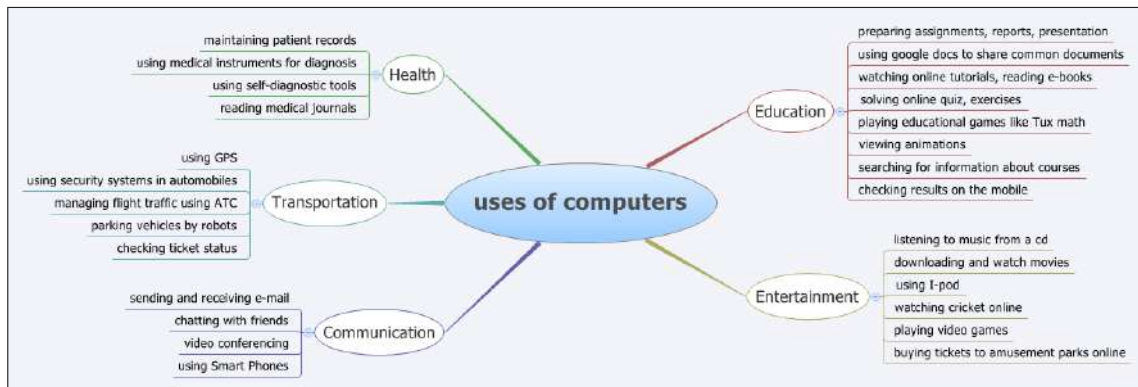 uses of computers
Health
maintaining patient records
using medical instruments for diagnosis
using self-diagnostic tools
reading medical journals
Transportation
using GPS
using security systems in automobiles
managing flight traffic using ATC
parking vehicles by robots
checking ticket status
Communication
sending and receiving e-mail
chatting with friends
video conferencing
using Smart Phones
Education
preparing assignments, reports, presentation
using google docs to share common documents
watching online tutorials, reading e-books
solving online quiz, exercises
playing educational games like Tux math
viewing animations
searching for information about courses
checking results on the mobile
Entertainment
listening to music from a cd
downloading and watch movies
using I-pod
watching cricket online
playing video games
buying tickets to amusement parks online